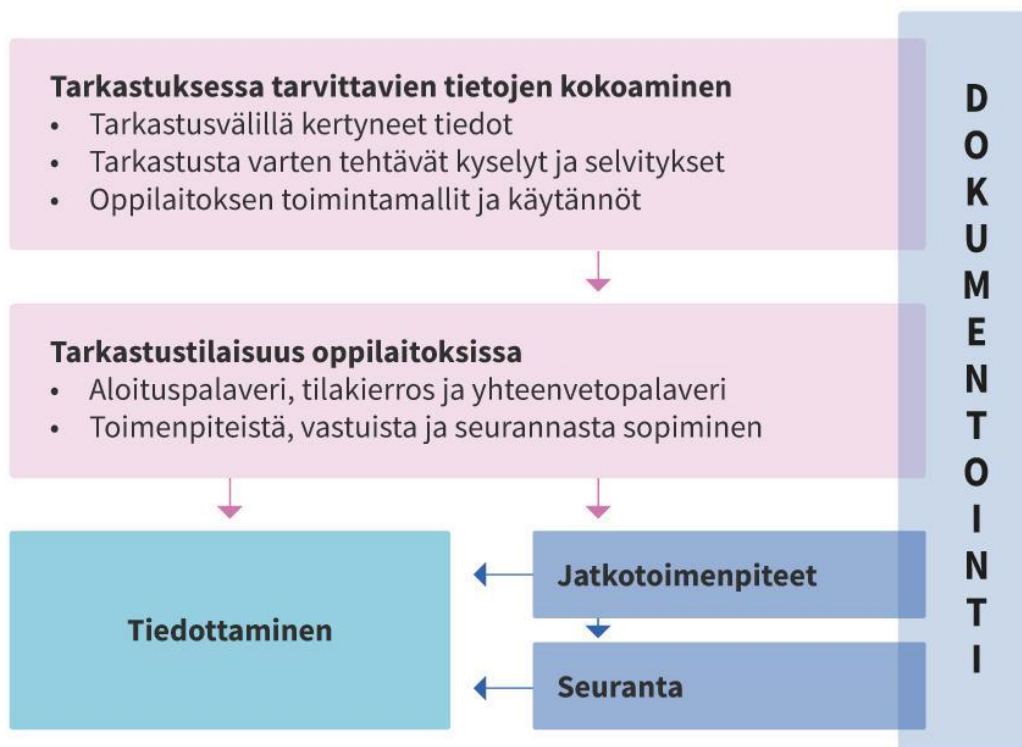 Tarkastuksessa tarvittavien tietojen kokoaminen
• Tarkastusvälillä kertyneet tiedot
• Tarkastusta varten tehtävät kyselyt ja selvitykset
• Oppilaitoksen toimintamallit ja käytännöt
Tarkastustilaisuus oppilaitoksissa
• Aloituspalaveri, tilakierros ja yhteenvetopalaveri
• Toimenpiteistä, vastuista ja seurannasta sopiminen
Tiedottaminen
Jatkotoimenpiteet
Seuranta
DOKUMENTOINTI